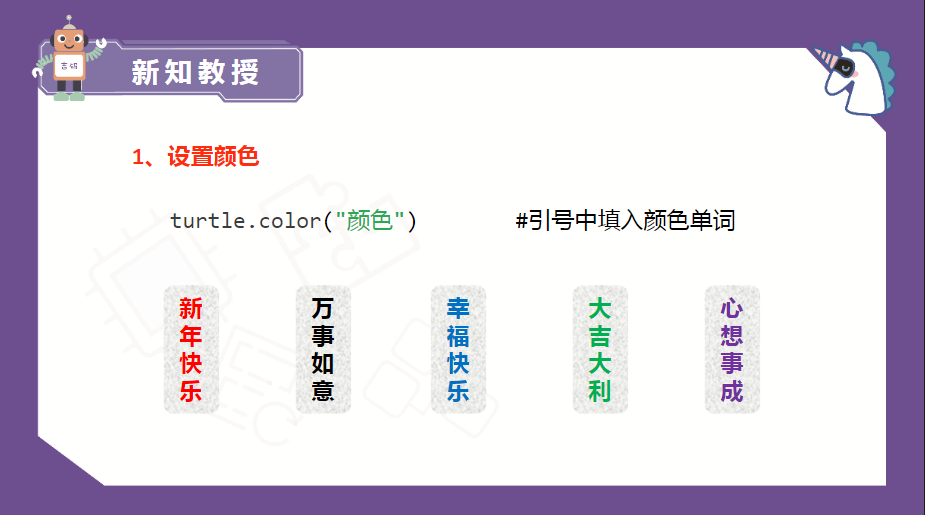 新知教授
1、设置颜色
turtle.color("颜色") #引号中填入颜色单词
新年快乐
万事如意
幸福快乐
大吉大利
心想事成